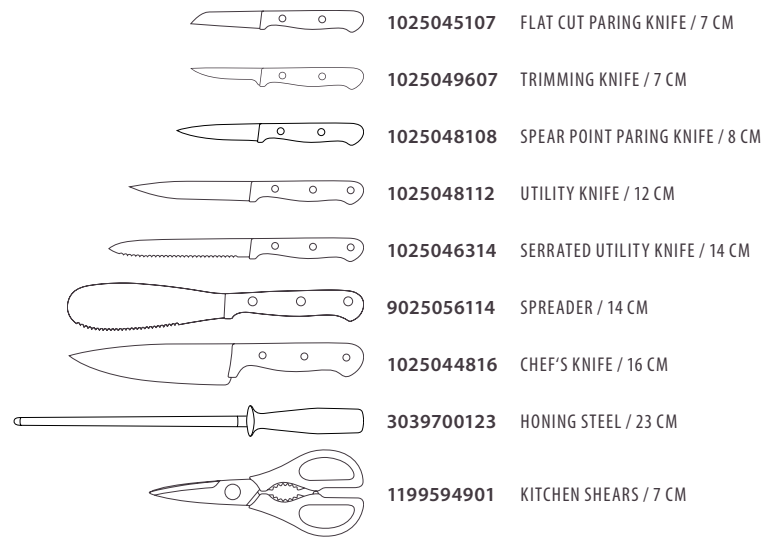 1025045107 FLAT CUT PARING KNIFE / 7 CM
1025049607 TRIMMING KNIFE / 7 CM
1025048108 SPEAR POINT PARING KNIFE / 8 CM
1025048112 UTILITY KNIFE / 12 CM
1025046314 SERRATED UTILITY KNIFE / 14 CM
9025056114 SPREADER / 14 CM
1025044816 CHEF‘S KNIFE / 16 CM
3039700123 HONING STEEL / 23 CM
1199594901 KITCHEN SHEARS / 7 CM